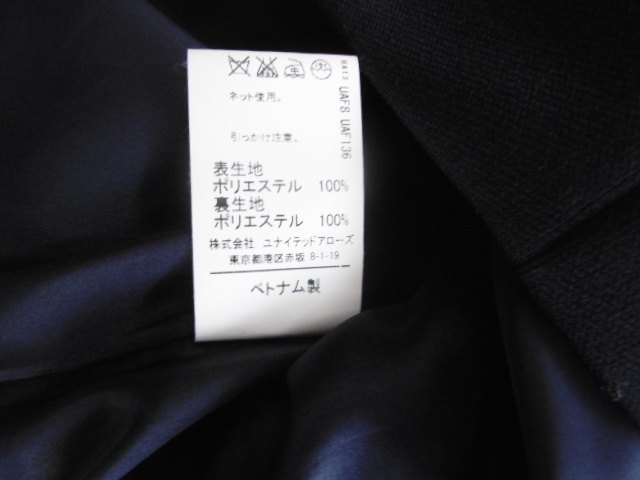 ネット使用。
引っかけ注意。
表生地
ポリエステル 100%
裏生地
ポリエステル 100%
株式会社 ユナイテッドアローズ
東京都港区赤坂 8-1-19
ベトナム製
UA13 UAF8 UAF136